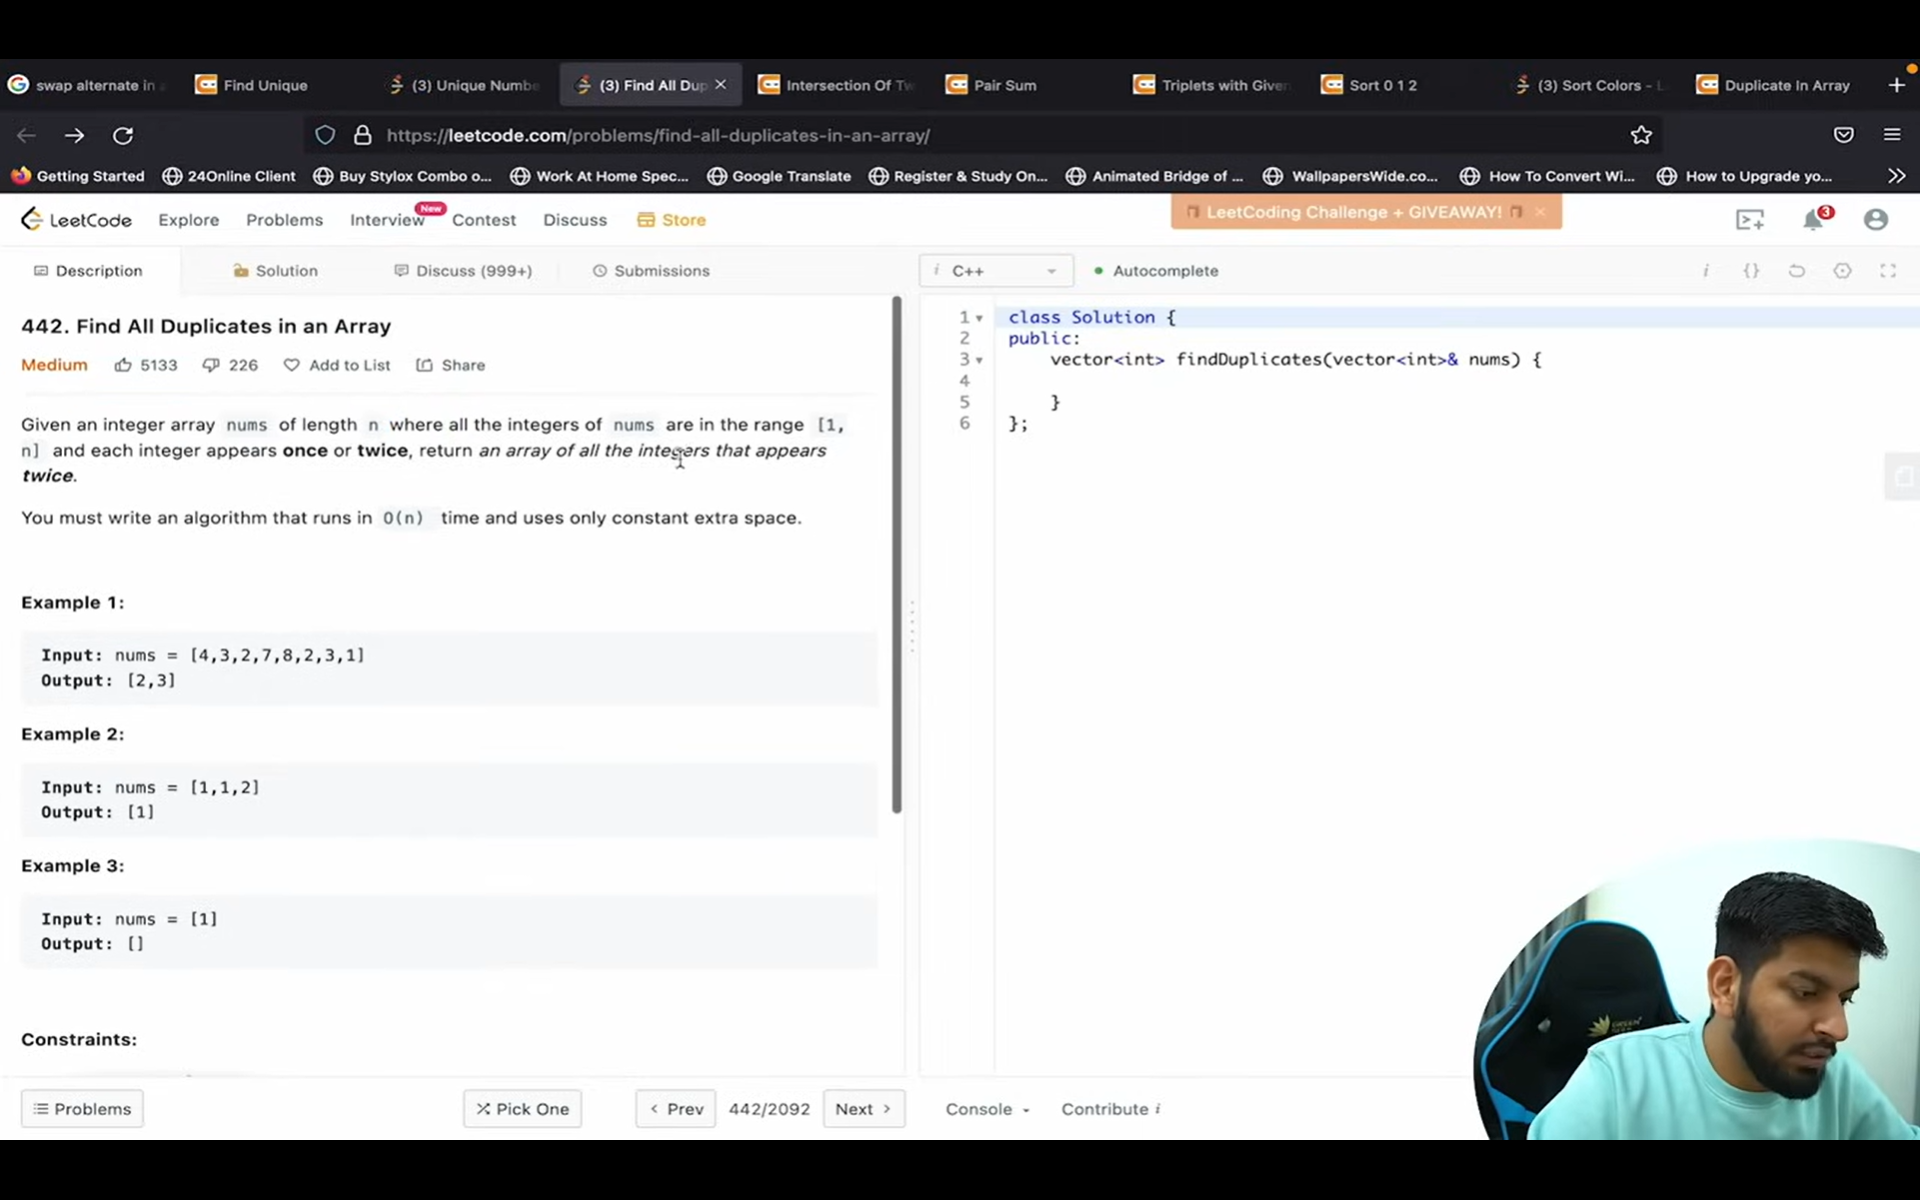 swap alternate in
Find Unique
(3) Unique Numbe
(3) Find All Dup
Intersection Of Tw
Pair Sum
Triplets with Given
Sort 0 1 2
(3) Sort Colors - L
Duplicate In Array
https://leetcode.com/problems/find-all-duplicates-in-an-array/
Getting Started
24Online Client
Buy Stylox Combo o...
Work At Home Spec...
Google Translate
Register & Study On...
Animated Bridge of ...
WallpapersWide.co...
How To Convert Wi...
How to Upgrade yo...
LeetCode
Explore
Problems
Interview
New
Contest
Discuss
Store
LeetCoding Challenge + GIVEAWAY!
3
Description
Solution
Discuss (999+)
Submissions
i C++
Autocomplete
i {}
442. Find All Duplicates in an Array
Medium 5133 226 Add to List Share
Given an integer array nums of length n where all the integers of nums are in the range [1,
n] and each integer appears once or twice, return an array of all the integers that appears
twice.
You must write an algorithm that runs in O(n) time and uses only constant extra space.
Example 1:
Input: nums = [4,3,2,7,8,2,3,1]
Output: [2,3]
Example 2:
Input: nums = [1,1,2]
Output: [1]
Example 3:
Input: nums = [1]
Output: []
Constraints:
1 class Solution {
2 public:
3 vector<int> findDuplicates(vector<int>& nums) {
4
5 }
6 };
Problems
Pick One
< Prev
442/2092
Next >
Console
Contribute i